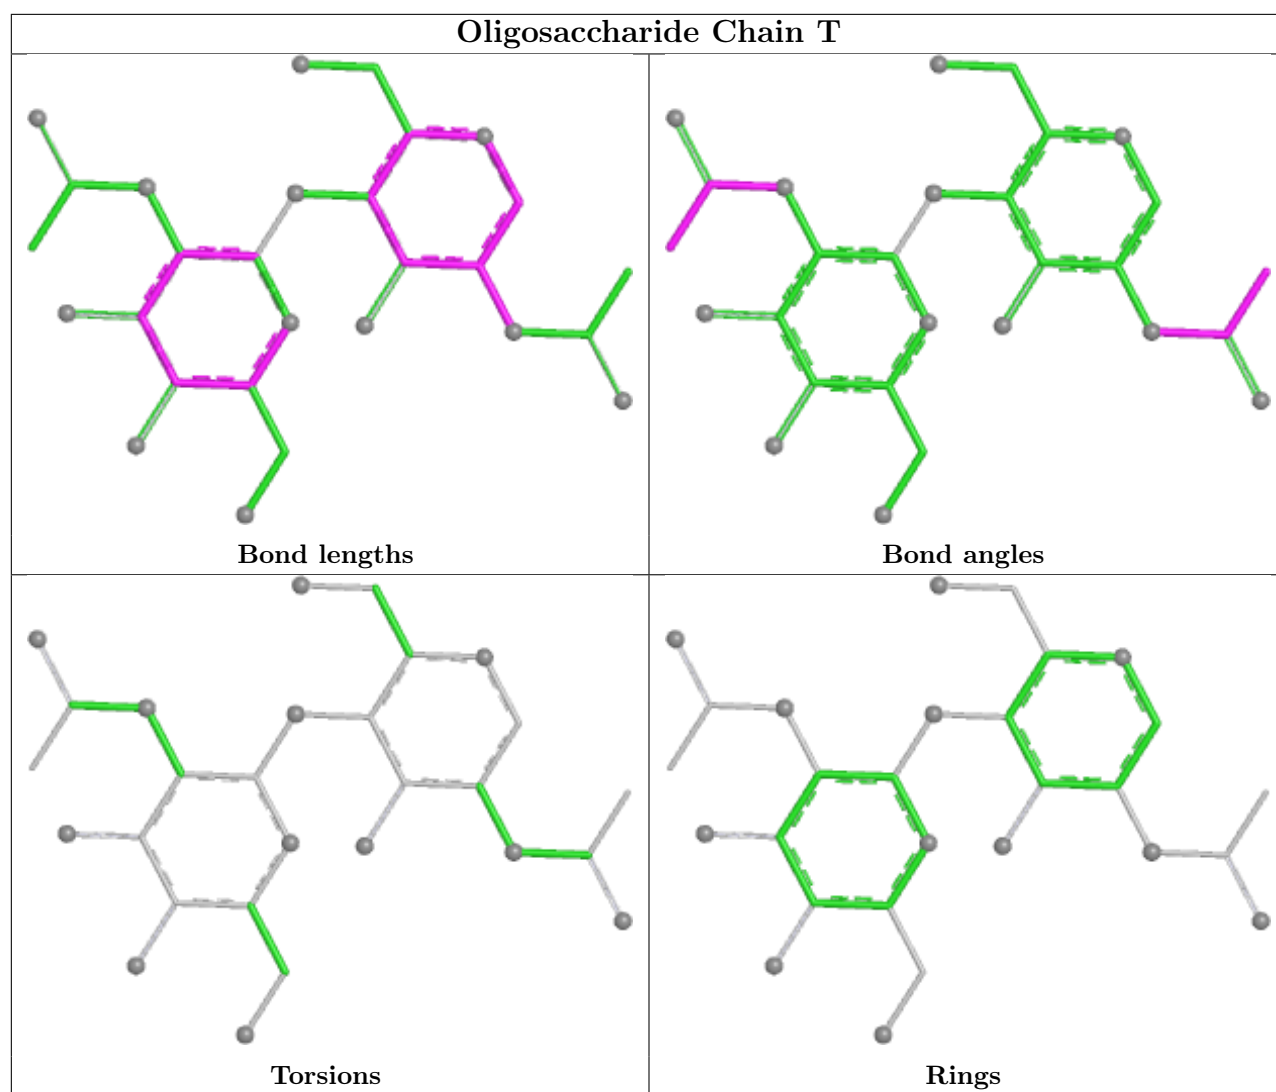 Oligosaccharide Chain T
Bond lengths
Bond angles
Torsions
Rings